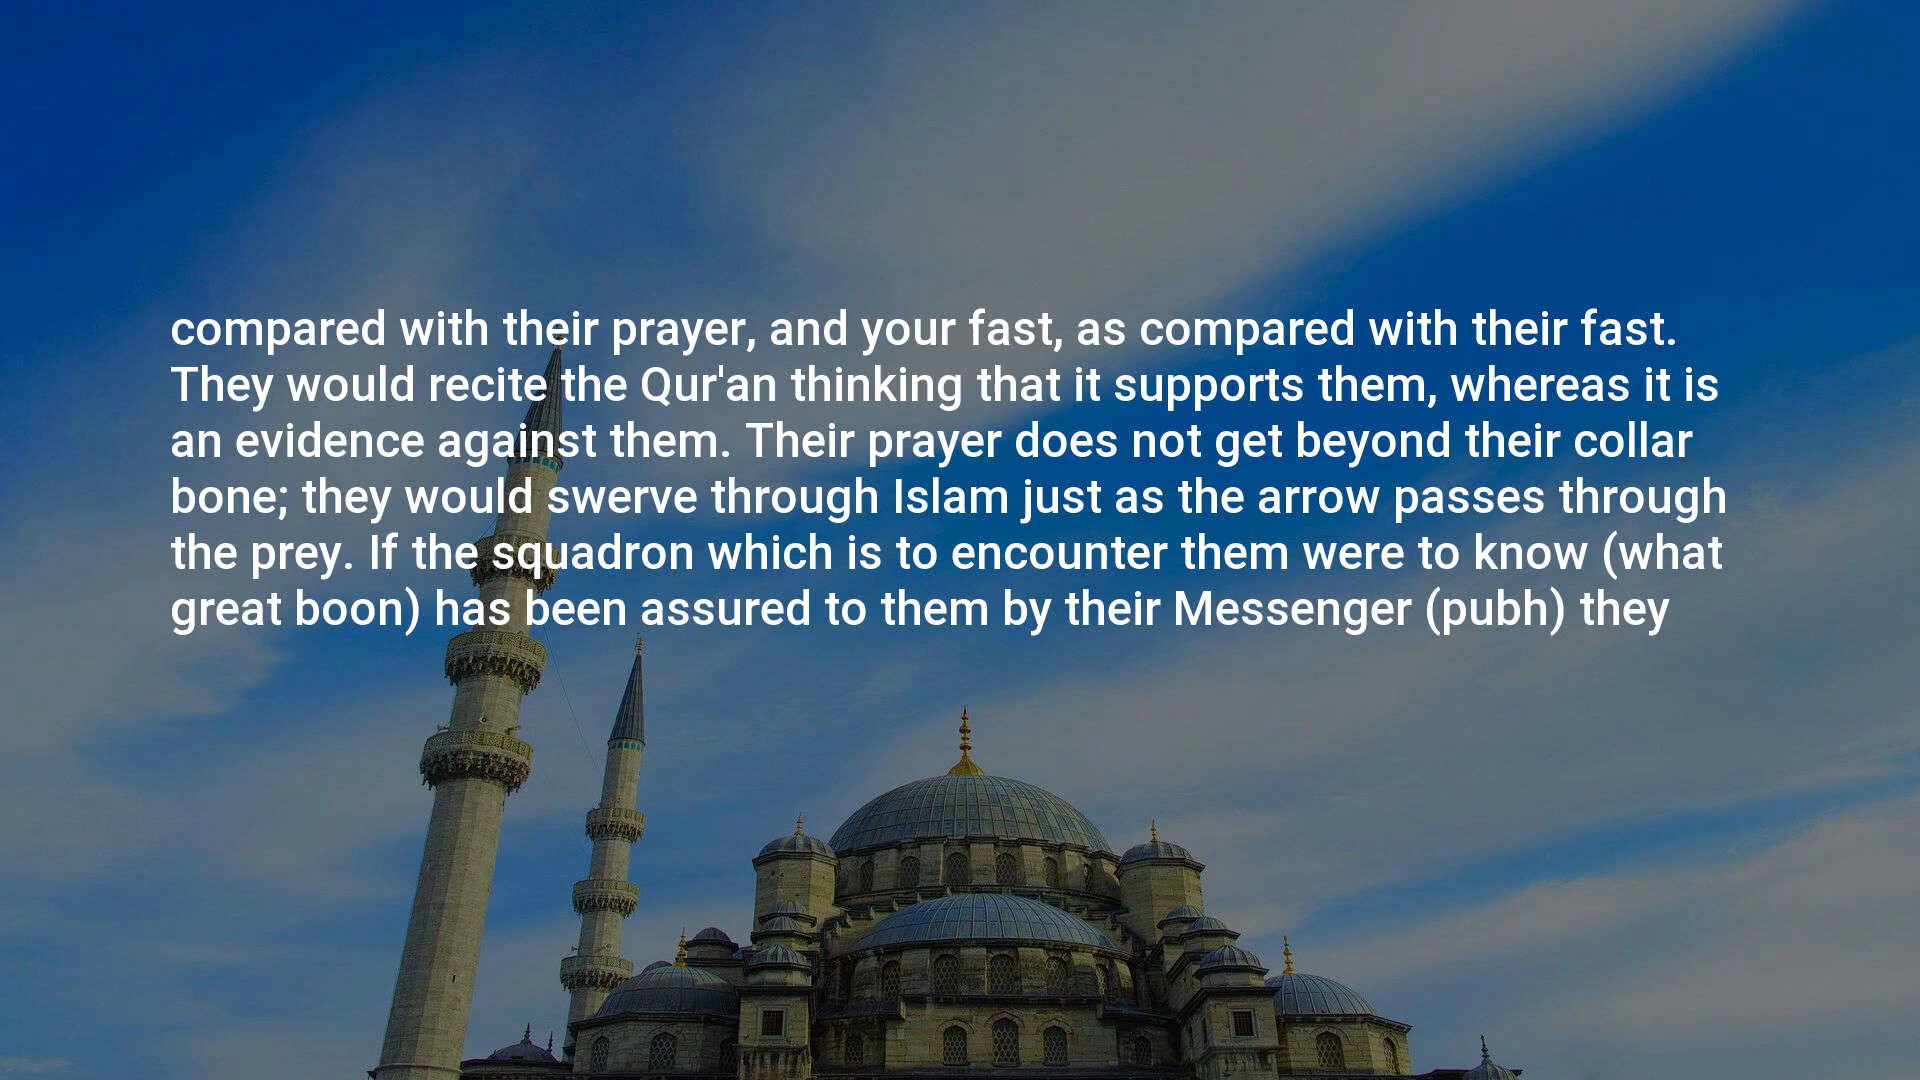 compared with their prayer, and your fast, as compared with their fast.
They would recite the Qur'an thinking that it supports them, whereas it is
an evidence against them. Their prayer does not get beyond their collar
bone; they would swerve through Islam just as the arrow passes through
the prey. If the squadron which is to encounter them were to know (what
great boon) has been assured to them by their Messenger (pubh) they